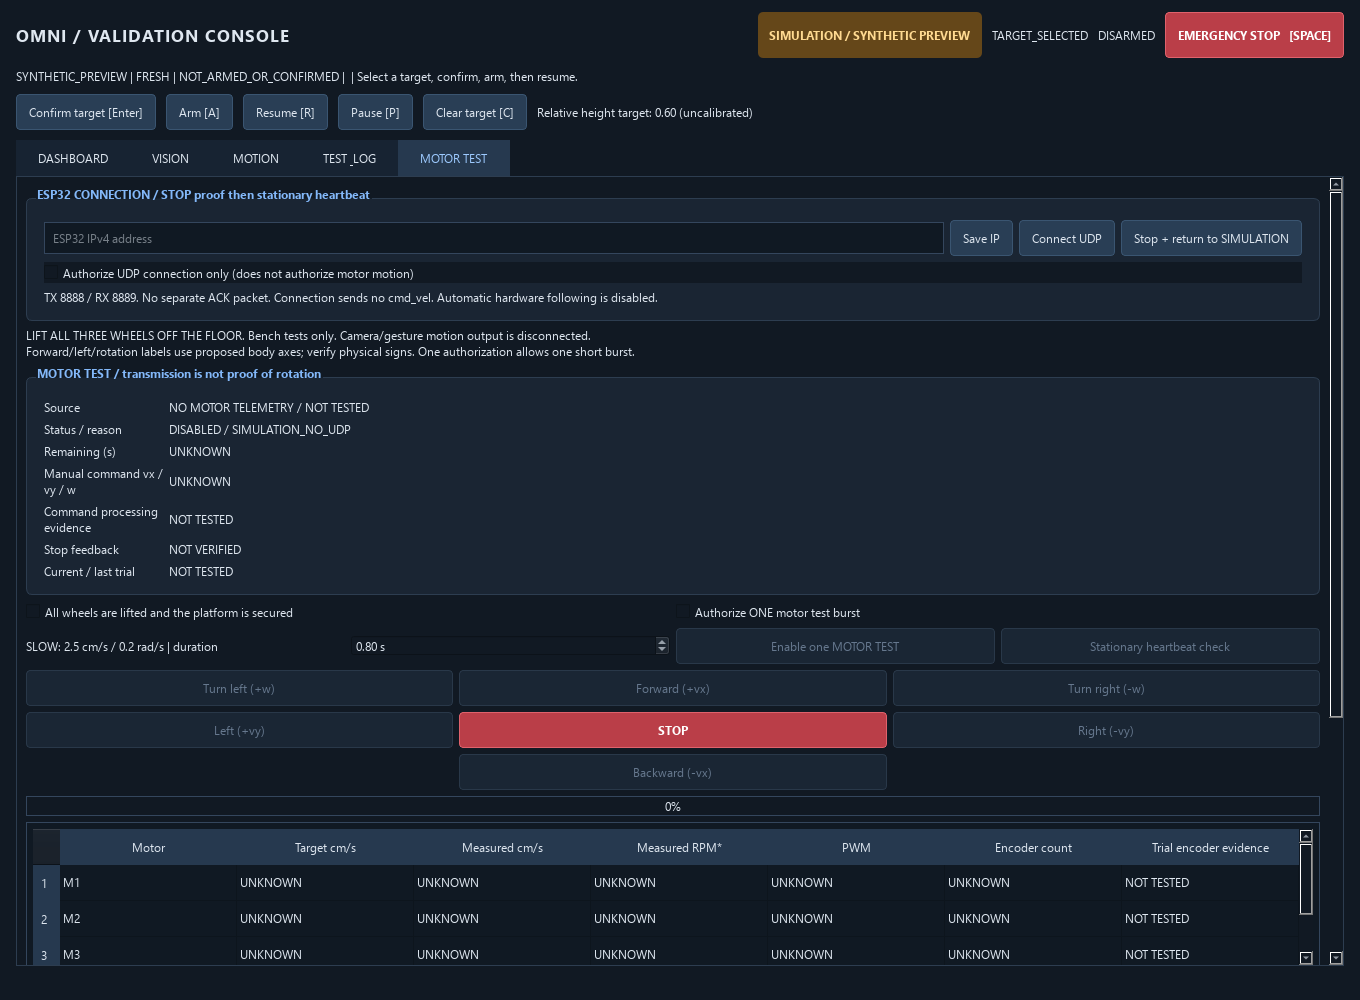 OMNI / VALIDATION CONSOLE
SIMULATION / SYNTHETIC PREVIEW
TARGET_SELECTED
DISARMED
EMERGENCY STOP [SPACE]
SYNTHETIC_PREVIEW | FRESH | NOT_ARMED_OR_CONFIRMED | | Select a target, confirm, arm, then resume.
Confirm target [Enter]
Arm [A]
Resume [R]
Pause [P]
Clear target [C]
Relative height target: 0.60 (uncalibrated)
DASHBOARD
VISION
MOTION
TEST_LOG
MOTOR TEST
ESP32 CONNECTION / STOP proof then stationary heartbeat
ESP32 IPv4 address
Save IP
Connect UDP
Stop + return to SIMULATION
Authorize UDP connection only (does not authorize motor motion)
TX 8888 / RX 8889. No separate ACK packet. Connection sends no cmd_vel. Automatic hardware following is disabled.
LIFT ALL THREE WHEELS OFF THE FLOOR. Bench tests only. Camera/gesture motion output is disconnected.
Forward/left/rotation labels use proposed body axes; verify physical signs. One authorization allows one short burst.
MOTOR TEST / transmission is not proof of rotation
Source
NO MOTOR TELEMETRY / NOT TESTED
Status / reason
DISABLED / SIMULATION_NO_UDP
Remaining (s)
UNKNOWN
Manual command vx /
vy / w
UNKNOWN
Command processing
evidence
NOT TESTED
Stop feedback
NOT VERIFIED
Current / last trial
NOT TESTED
All wheels are lifted and the platform is secured
Authorize ONE motor test burst
SLOW: 2.5 cm/s / 0.2 rad/s | duration
0.80 s
Enable one MOTOR TEST
Stationary heartbeat check
Turn left (+w)
Forward (+vx)
Turn right (-w)
Left (+vy)
STOP
Right (-vy)
Backward (-vx)
0%
Motor
Target cm/s
Measured cm/s
Measured RPM*
PWM
Encoder count
Trial encoder evidence
1 M1 UNKNOWN UNKNOWN UNKNOWN UNKNOWN UNKNOWN NOT TESTED
2 M2 UNKNOWN UNKNOWN UNKNOWN UNKNOWN UNKNOWN NOT TESTED
3 M3 UNKNOWN UNKNOWN UNKNOWN UNKNOWN UNKNOWN NOT TESTED